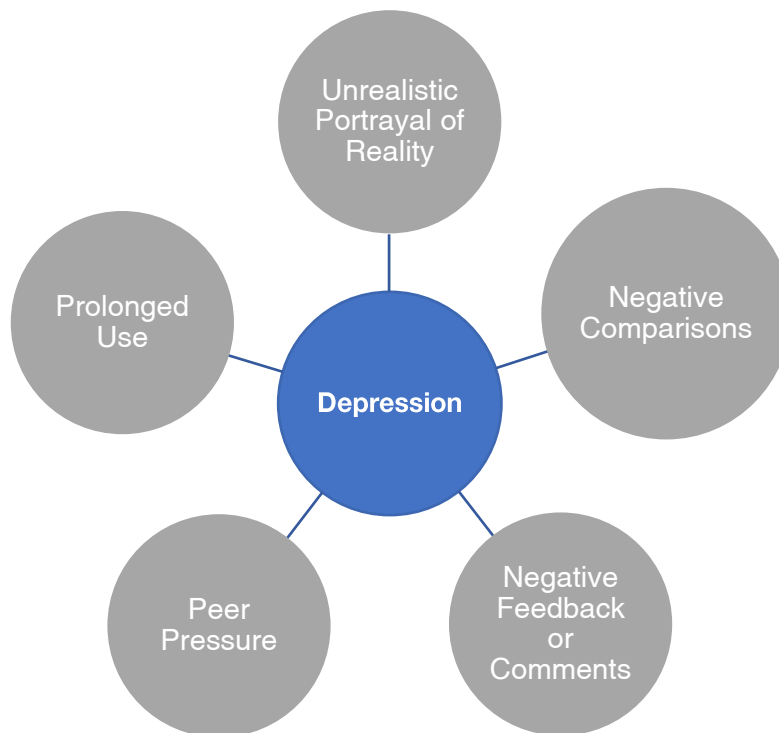 Unrealistic
Portrayal of
Reality
Negative
Comparisons
Prolonged
Use
Depression
Negative
Feedback
or
Comments
Peer
Pressure